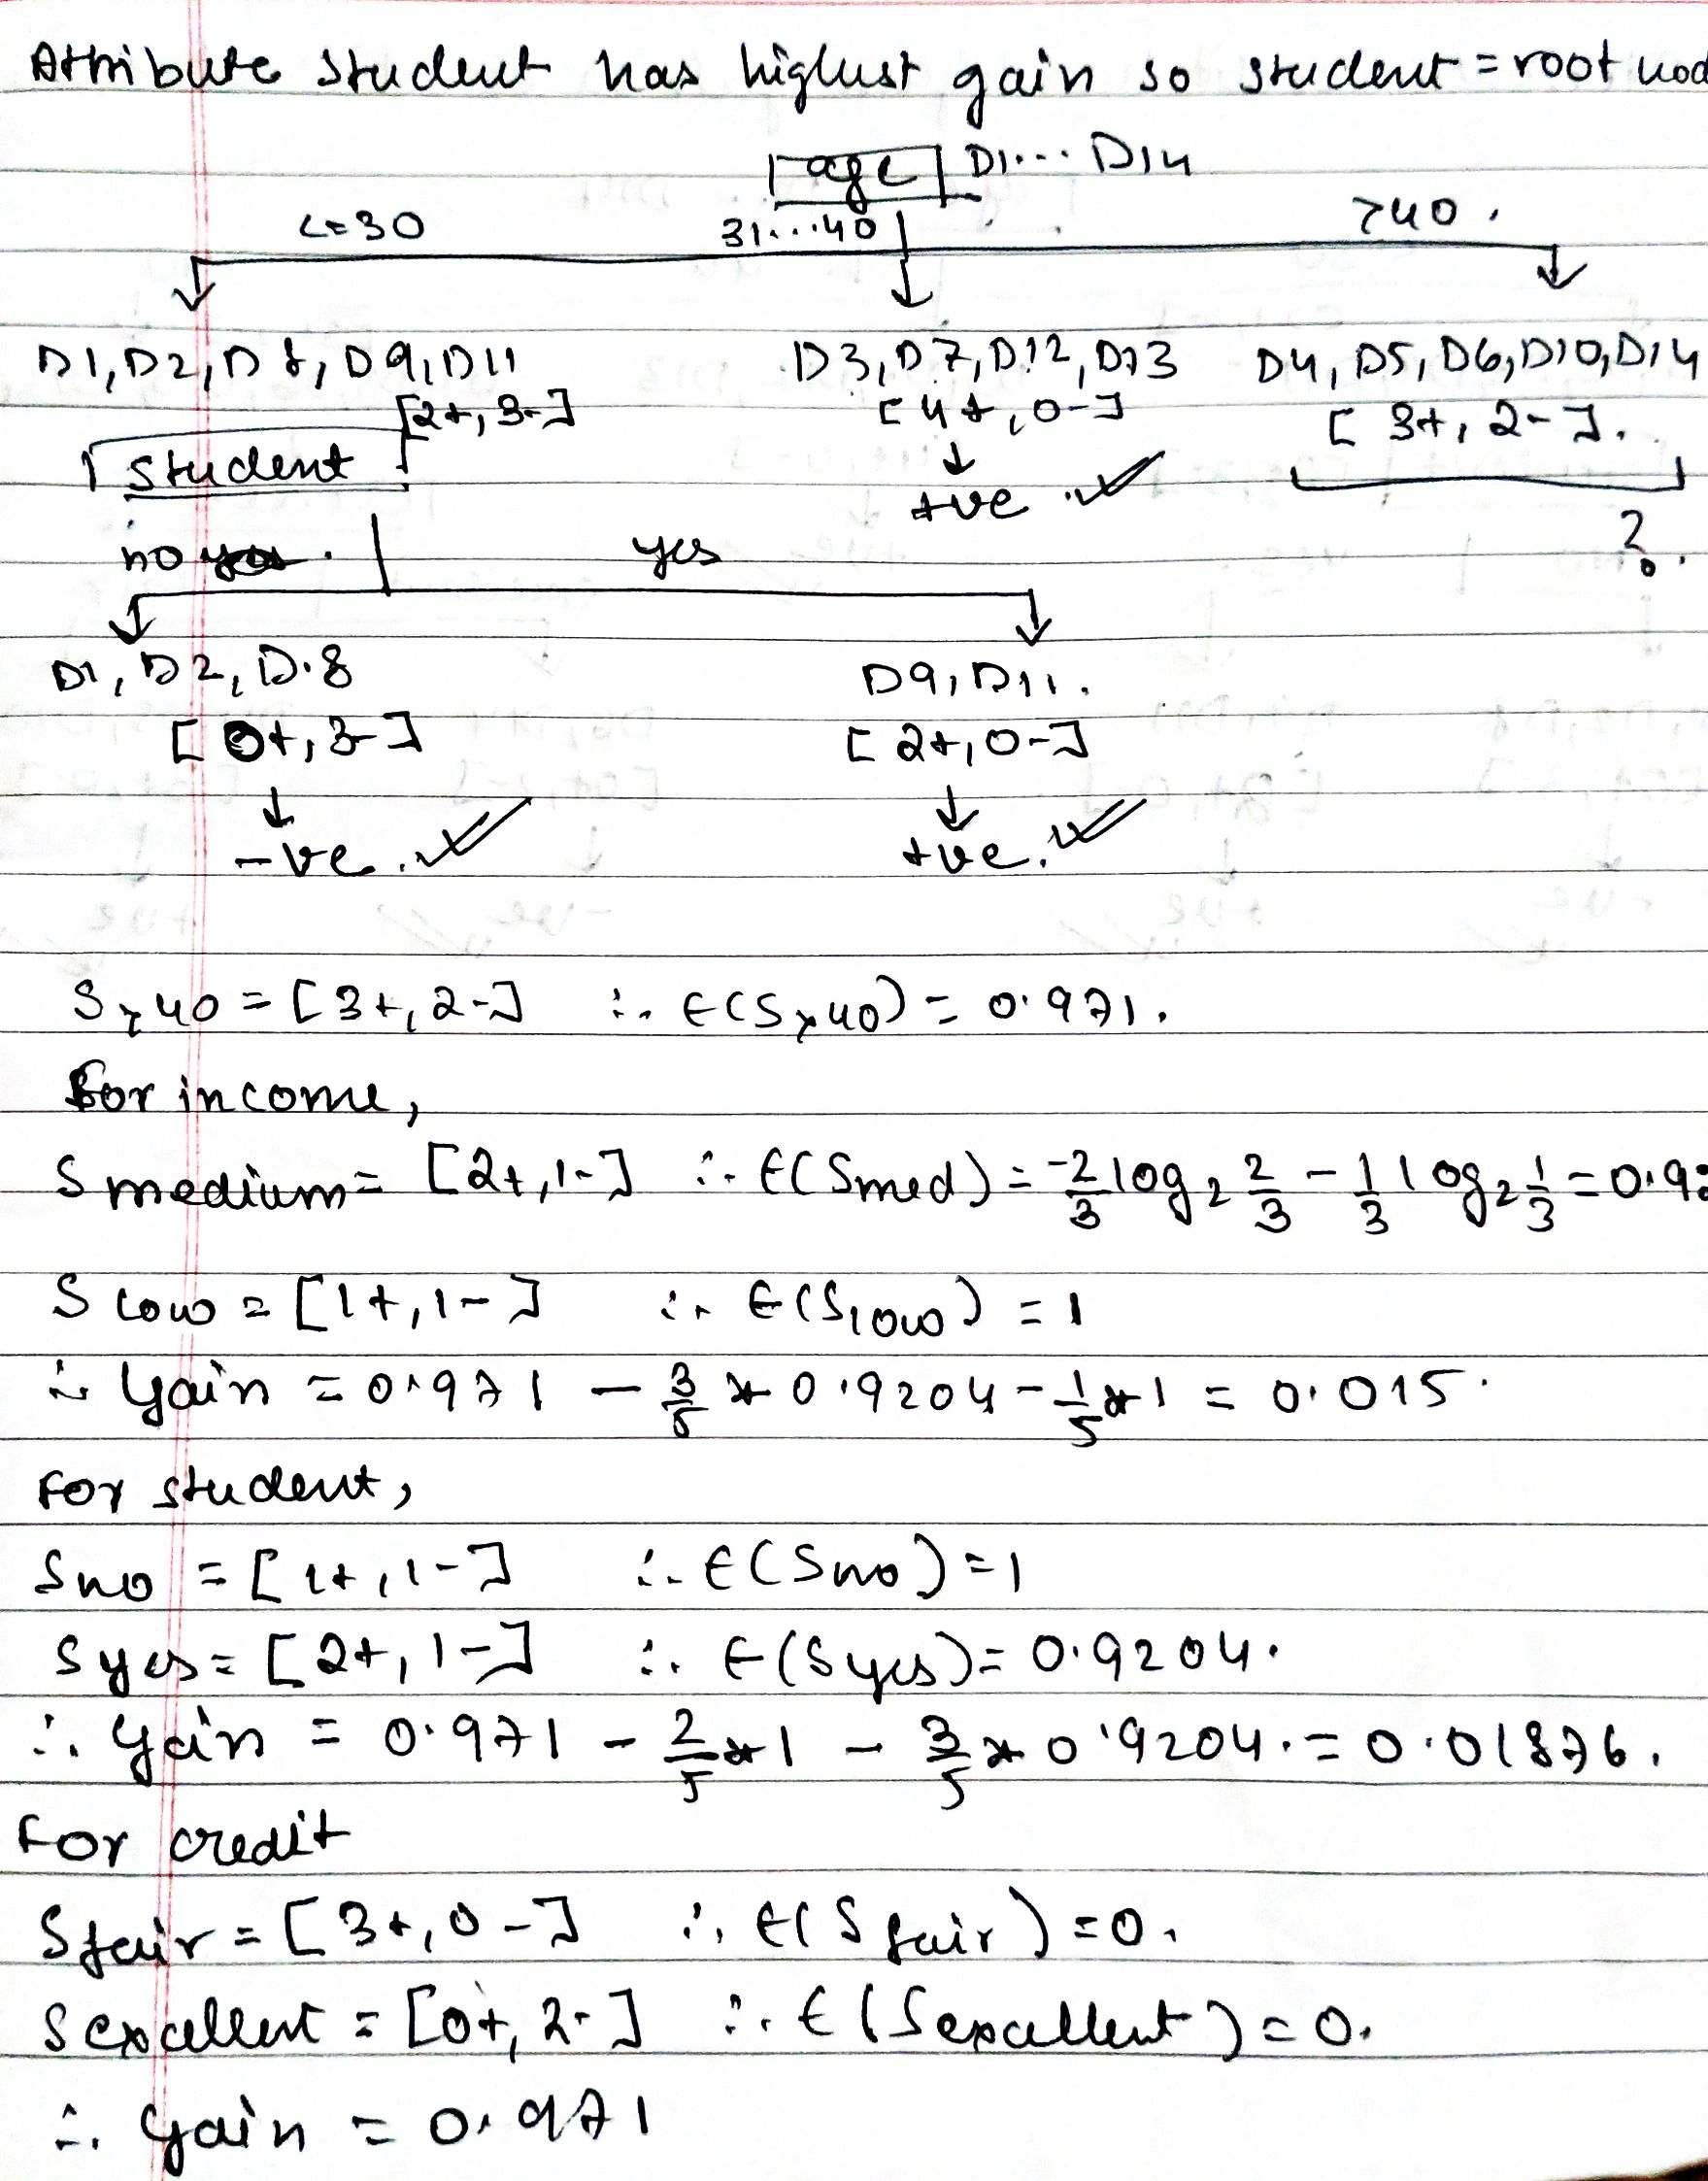 Attribute student has highest gain so student = root nod
age D1... D14
<=30 31...40 >40.
D1, D2, D8, D9, D11 D3, D7, D12, D13 D4, D5, D6, D10, D14
[2+, 3-] [4+, 0-] [3+, 2-].
student
+ve
?
no yes
D1, D2, D8 D9, D11.
[0+, 3-] [2+, 0-]
-ve. +ve.
S>40 = [3+, 2-] ∴ E(S>40) = 0.971.
For income,
S medium = [2+, 1-] ∴ E(Smed) = -2/3 log2 2/3 - 1/3 log2 1/3 = 0.92
S low = [1+, 1-] ∴ E(Slow) = 1
∴ Gain = 0.971 - 3/5 * 0.9204 - 1/5 * 1 = 0.015.
For student,
Sno = [1+, 1-] ∴ E(Sno) = 1
Syes = [2+, 1-] ∴ E(Syes) = 0.9204.
∴ Gain = 0.971 - 2/5 * 1 - 3/5 * 0.9204. = 0.01876.
For credit
Sfair = [3+, 0-] ∴ E(Sfair) = 0.
Sexcellent = [0+, 2-] ∴ E(Sexcellent) = 0.
∴ Gain = 0.971